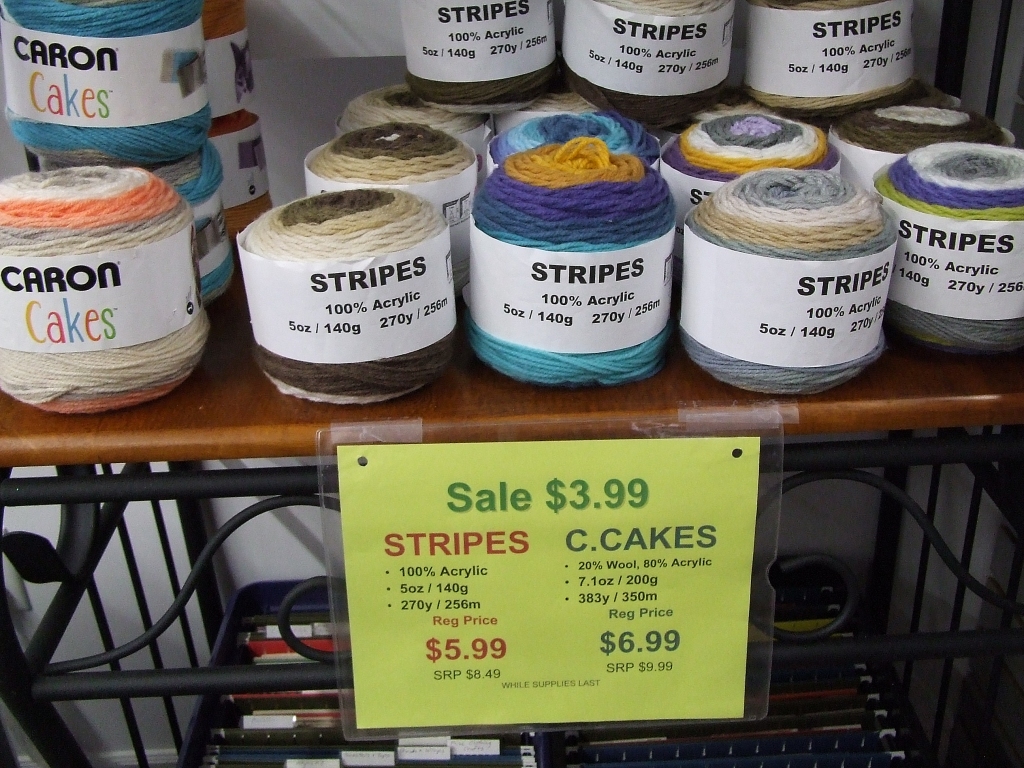 STRIPES
100% Acrylic
5oz / 140g 270y / 256m
STRIPES
100% Acrylic
5oz / 140g 270y / 256m
STRIPES
100% Acrylic
5oz / 140g 270y / 256m
CARON
Cakes
CARON
Cakes
STRIPES
100% Acrylic
5oz / 140g 270y / 256m
STRIPES
100% Acrylic
5oz / 140g 270y / 256m
STRIPES
100% Acrylic
5oz / 140g 270y /
STRIPES
100% Acrylic
140g 270y / 256
Sale $3.99
STRIPES
• 100% Acrylic
• 5oz / 140g
• 270y / 256m
Reg Price
$5.99
SRP $8.49
C.CAKES
• 20% Wool, 80% Acrylic
• 7.1oz / 200g
• 383y / 350m
Reg Price
$6.99
SRP $9.99
WHILE SUPPLIES LAST